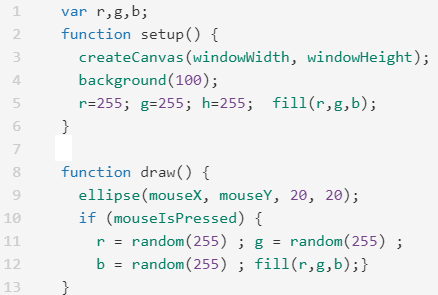 1 var r,g,b;
2 function setup() {
3 createCanvas(windowWidth, windowHeight);
4 background(100);
5 r=255; g=255; h=255;  fill(r,g,b);
6 }
7
8 function draw() {
9 ellipse(mouseX, mouseY, 20, 20);
10 if (mouseIsPressed) {
11 r = random(255) ; g = random(255) ;
12 b = random(255) ; fill(r,g,b);}
13 }